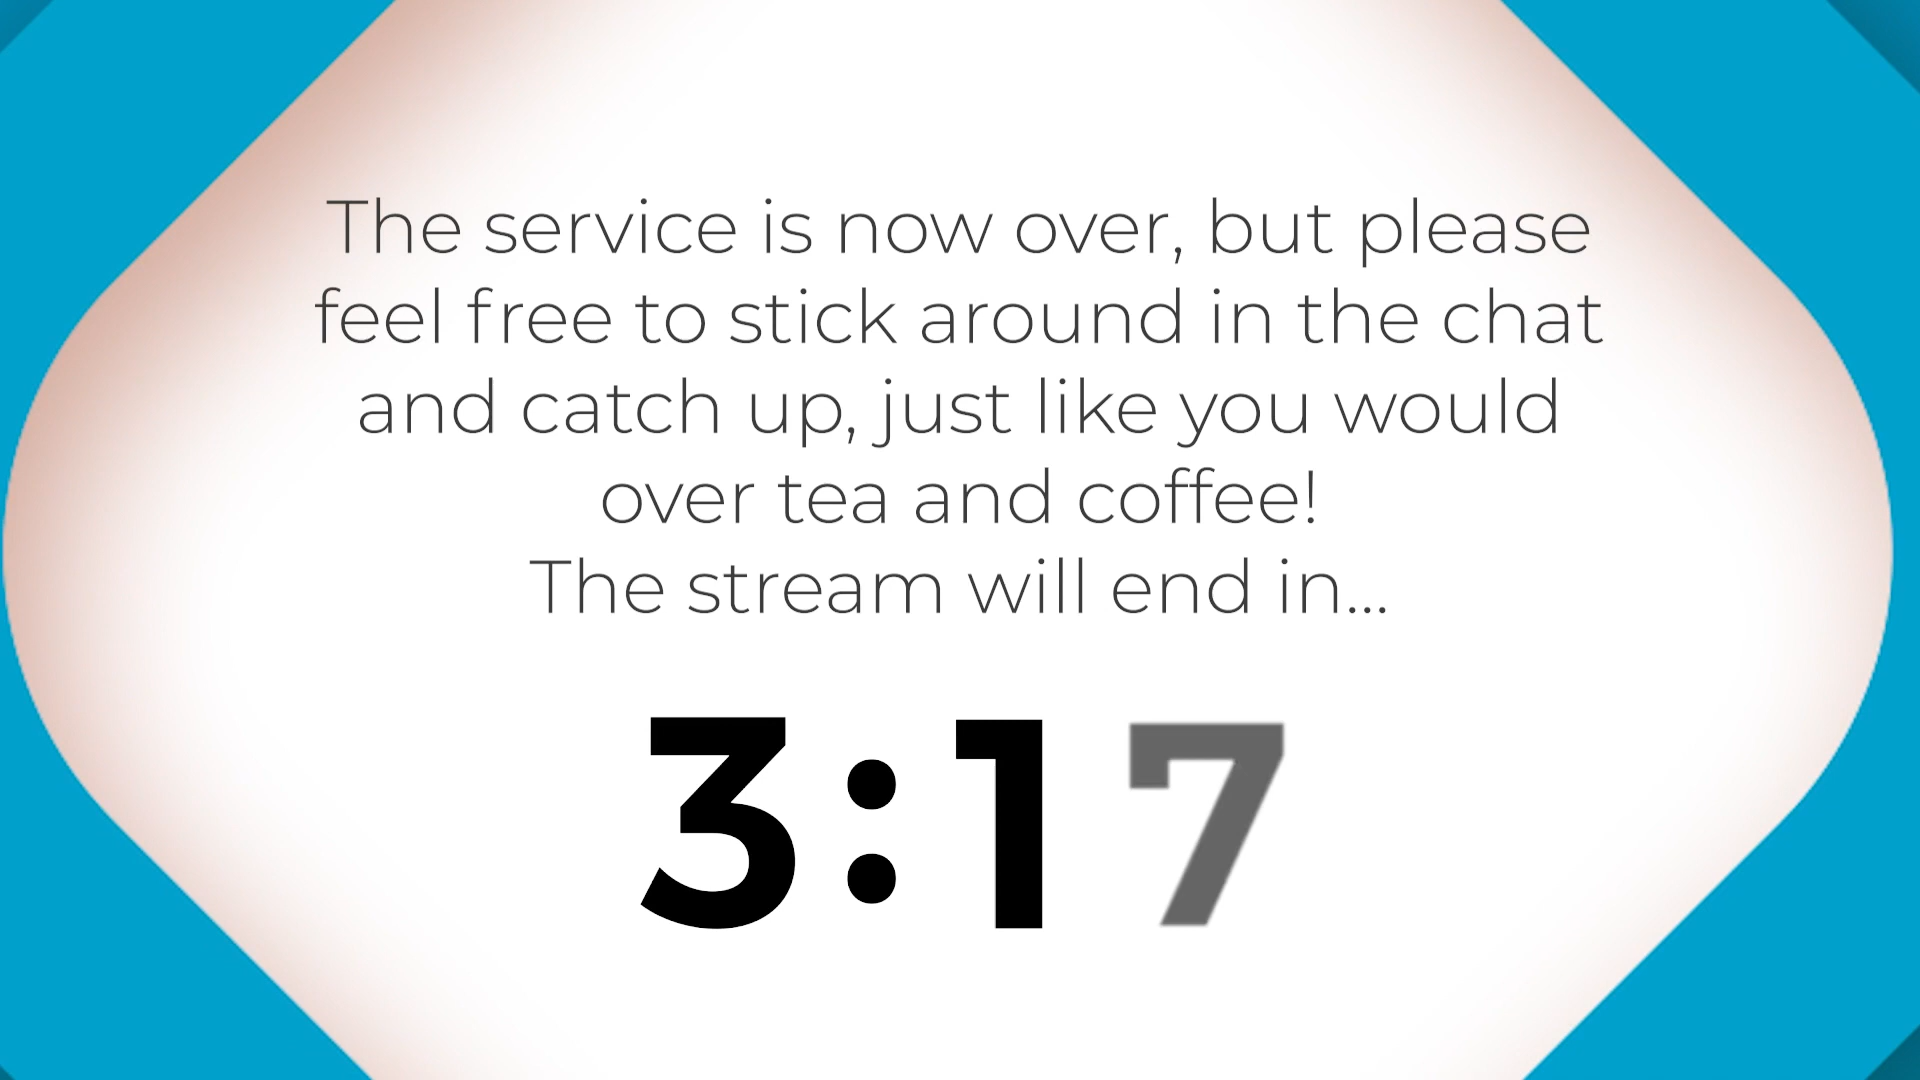 The service is now over, but please
feel free to stick around in the chat
and catch up, just like you would
over tea and coffee!
The stream will end in...
3:17